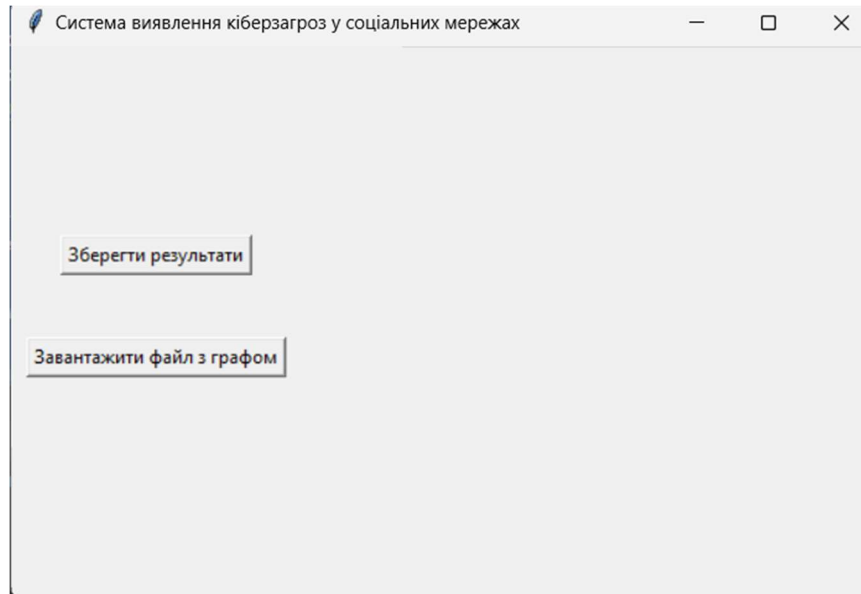 Система виявлення кіберзагроз у соціальних мережах
Зберегти результати
Завантажити файл з графом